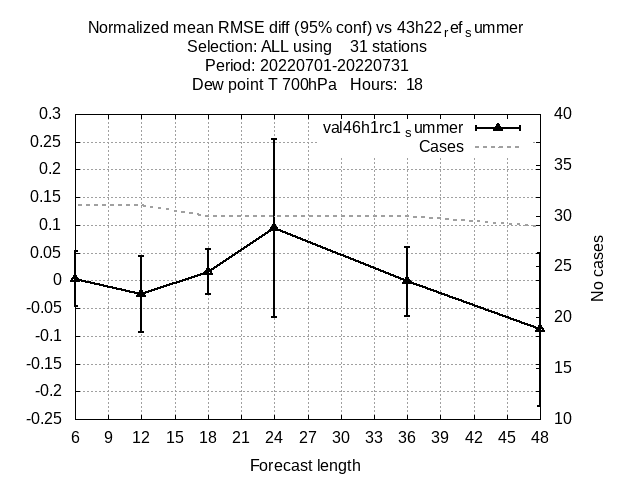 Normalized mean RMSE diff (95% conf) vs 43h22refsummer
Selection: ALL using 31 stations
Period: 20220701-20220731
Dew point T 700hPa Hours: 18
val46h1rc1summer
Cases
0.3
0.25
0.2
0.15
0.1
0.05
0
-0.05
-0.1
-0.15
-0.2
-0.25
40
35
30
25
20
15
10
No cases
6 9 12 15 18 21 24 27 30 33 36 39 42 45 48
Forecast length